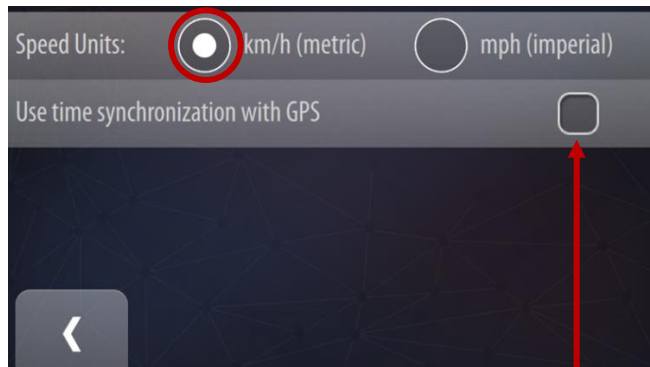 Speed Units: km/h (metric) mph (imperial)
Use time synchronization with GPS